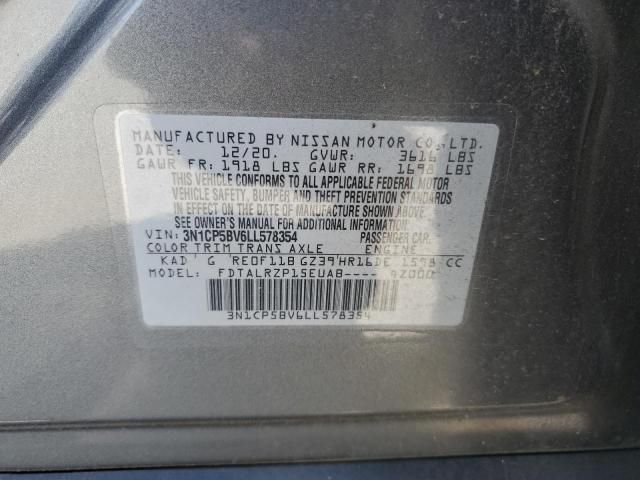 MANUFACTURED BY NISSAN MOTOR CO., LTD.
DATE: 12/20. GVWR: 3616 LBS
GAWR FR: 1918 LBS GAWR RR: 1698 LBS
THIS VEHICLE CONFORMS TO ALL APPLICABLE FEDERAL MOTOR
VEHICLE SAFETY, BUMPER AND THEFT PREVENTION STANDARDS
IN EFFECT ON THE DATE OF MANUFACTURE SHOWN ABOVE.
SEE OWNER'S MANUAL FOR ADDITIONAL INFORMATION.
VIN: 3N1CP5BV6LL578354 PASSENGER CAR.
COLOR TRIM TRANS AXLE ENGINE
KAD G RE0F11B GZ39 HR16DE 1598 CC
MODEL: FDTALRZP15EUAB----
3N1CP5BV6LL578354